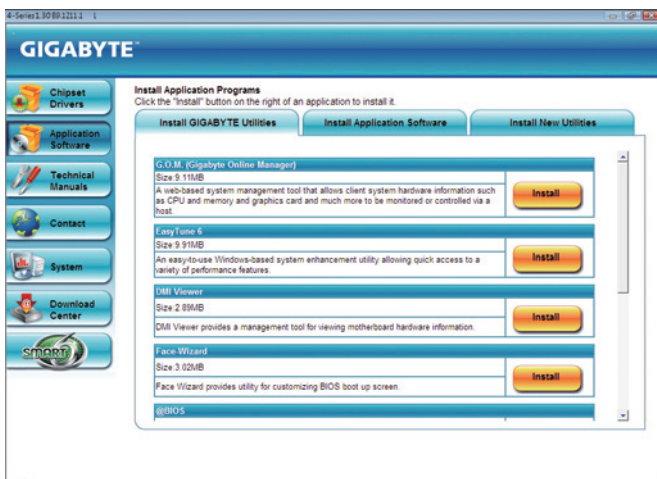 4-Series1.30 B9.1211.1 1
GIGABYTE™
Chipset
Drivers
Application
Software
Technical
Manuals
Contact
System
Download
Center
SMART6
Install Application Programs
Click the "Install" button on the right of an application to install it.
Install GIGABYTE Utilities
Install Application Software
Install New Utilities
G.O.M. (Gigabyte Online Manager)
Size:9.11MB
A web-based system management tool that allows client system hardware information such
as CPU and memory and graphics card and much more to be monitored or controlled via a
host.
Install
EasyTune 6
Size:9.91MB
An easy-to-use Windows-based system enhancement utility allowing quick access to a
variety of performance features.
Install
DMI Viewer
Size:2.89MB
DMI Viewer provides a management tool for viewing motherboard hardware information.
Install
Face-Wizard
Size:3.02MB
Face Wizard provides utility for customizing BIOS boot up screen.
Install
@BIOS